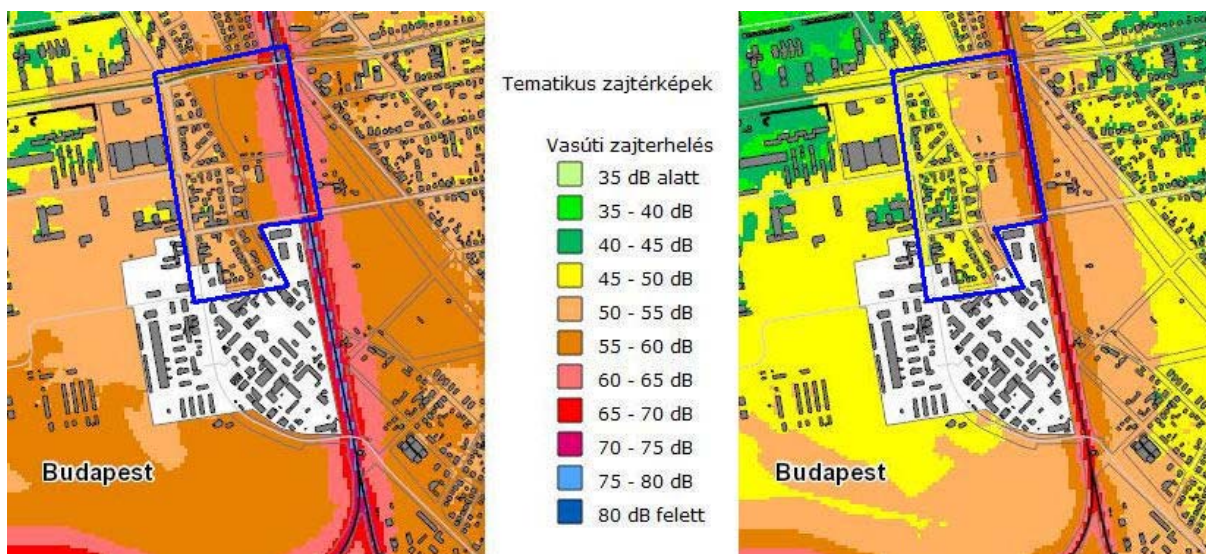 Tematikus zajtérképek
Vasúti zajterhelés
35 dB alatt
35 - 40 dB
40 - 45 dB
45 - 50 dB
50 - 55 dB
55 - 60 dB
60 - 65 dB
65 - 70 dB
70 - 75 dB
75 - 80 dB
80 dB felett
Budapest
Budapest